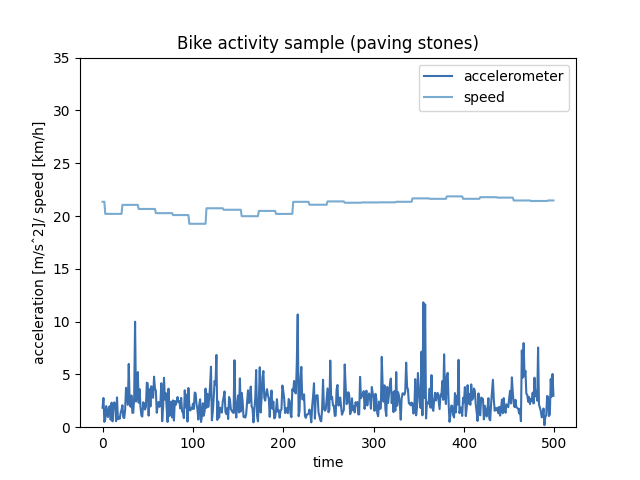 Bike activity sample (paving stones)
accelerometer
speed
acceleration [m/s^2]/ speed [km/h]
35
30
25
20
15
10
5
0
0 100 200 300 400 500
time